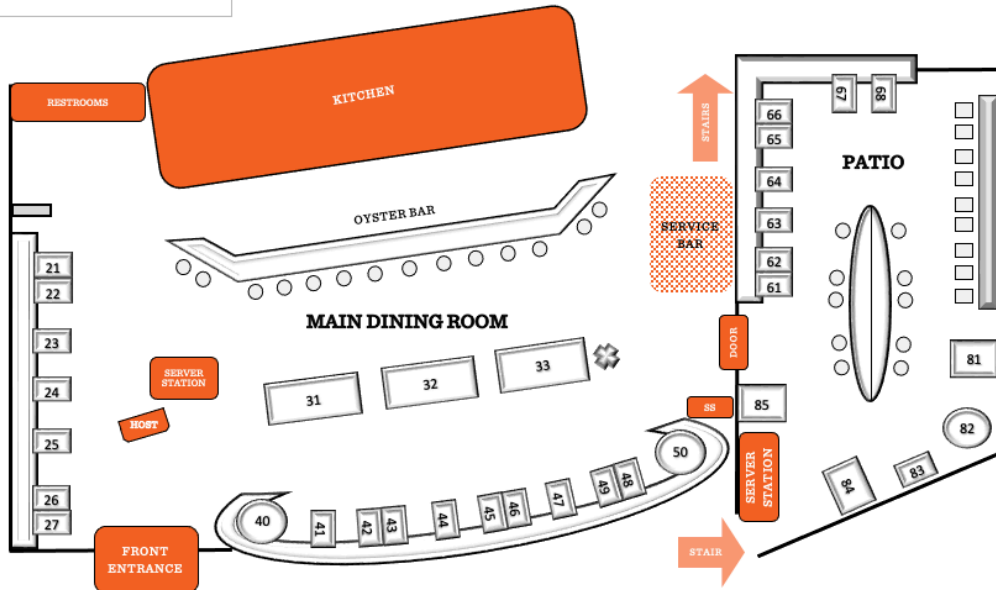 RESTROOMS
KITCHEN
STAIRS
67
68
66
65
PATIO
64
OYSTER BAR
SERVICE
BAR
63
62
61
21
22
MAIN DINING ROOM
23
DOOR
81
SERVER
STATION
33
32
31
24
SS
85
HOST
82
25
50
SERVER
STATION
83
84
26
27
40
41
42
43
44
45
46
47
49
48
FRONT
ENTRANCE
STAIR